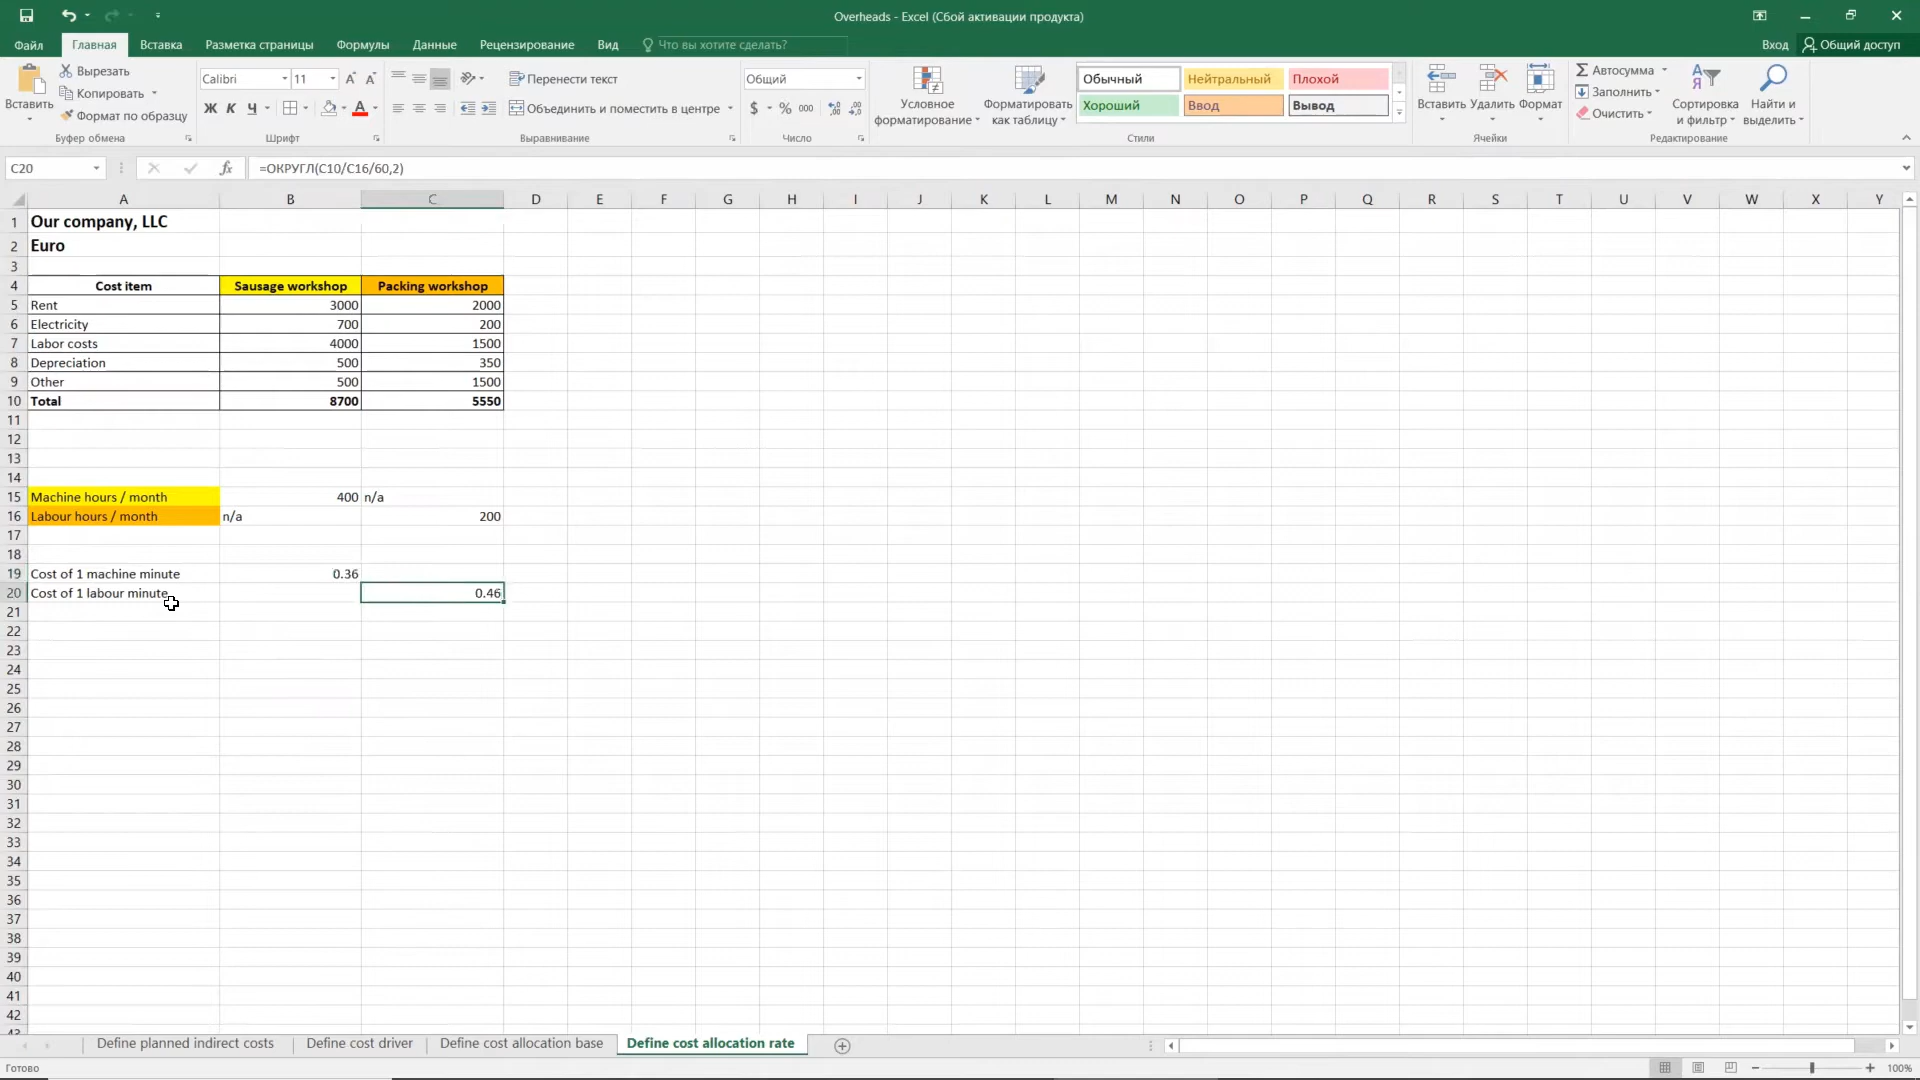 Overheads - Excel (Сбой активации продукта)
Файл Главная Вставка Разметка страницы Формулы Данные Рецензирование Вид Что вы хотите сделать? Вход Общий доступ
Вставить
Вырезать
Копировать
Формат по образцу
Буфер обмена
Calibri 11
Ж К Ч А
Шрифт
Перенести текст
Объединить и поместить в центре
Выравнивание
Общий
$ % 000
Число
Условное форматирование
Форматировать как таблицу
Обычный Нейтральный Плохой
Хороший Ввод Вывод
Стили
Вставить Удалить Формат
Ячейки
Автосумма
Заполнить
Очистить
Сортировка и фильтр
Найти и выделить
Редактирование
C20 fx =ОКРУГЛ(C10/C16/60,2)
A B C D E F G H I J K L M N O P Q R S T U V W X Y
1 Our company, LLC
2 Euro
3
4 Cost item Sausage workshop Packing workshop
5 Rent 3000 2000
6 Electricity 700 200
7 Labor costs 4000 1500
8 Depreciation 500 350
9 Other 500 1500
10 Total 8700 5550
11
12
13
14
15 Machine hours / month 400 n/a
16 Labour hours / month n/a 200
17
18
19 Cost of 1 machine minute 0.36
20 Cost of 1 labour minute 0.46
21
22
23
24
25
26
27
28
29
30
31
32
33
34
35
36
37
38
39
40
41
42
43
Define planned indirect costs Define cost driver Define cost allocation base Define cost allocation rate
Готово 100%